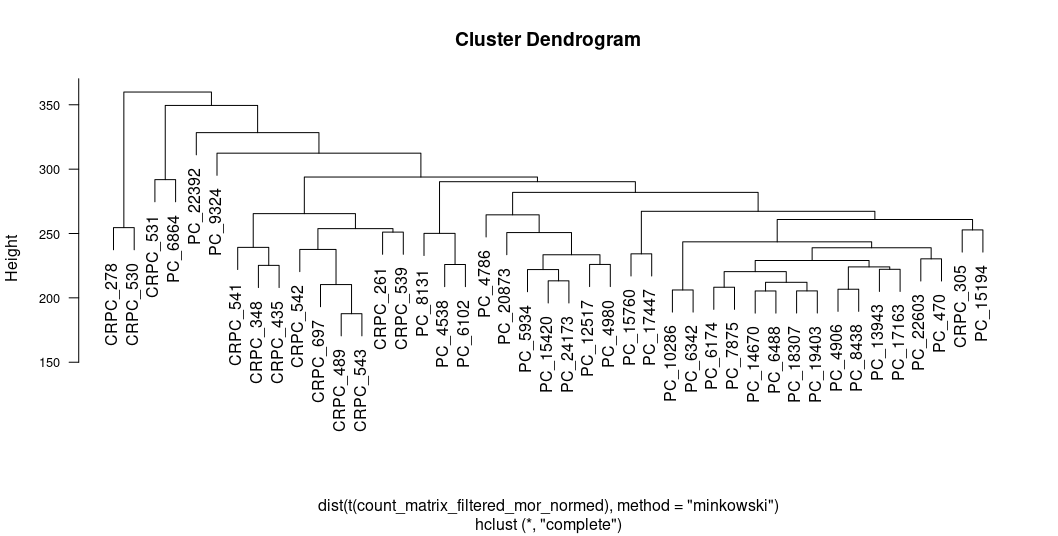 Cluster Dendrogram
Height
350
300
250
200
150
CRPC_278
CRPC_530
CRPC_531
PC_6864
PC_22392
PC_9324
CRPC_541
CRPC_348
CRPC_435
CRPC_542
CRPC_697
CRPC_489
CRPC_543
CRPC_261
CRPC_539
PC_8131
PC_4538
PC_6102
PC_4786
PC_20873
PC_5934
PC_15420
PC_24173
PC_12517
PC_4980
PC_15760
PC_17447
PC_10286
PC_6342
PC_6174
PC_7875
PC_14670
PC_6488
PC_18307
PC_19403
PC_4906
PC_8438
PC_13943
PC_17163
PC_22603
PC_470
CRPC_305
PC_15194
dist(t(count_matrix_filtered_mor_normed), method = "minkowski")
hclust (*, "complete")